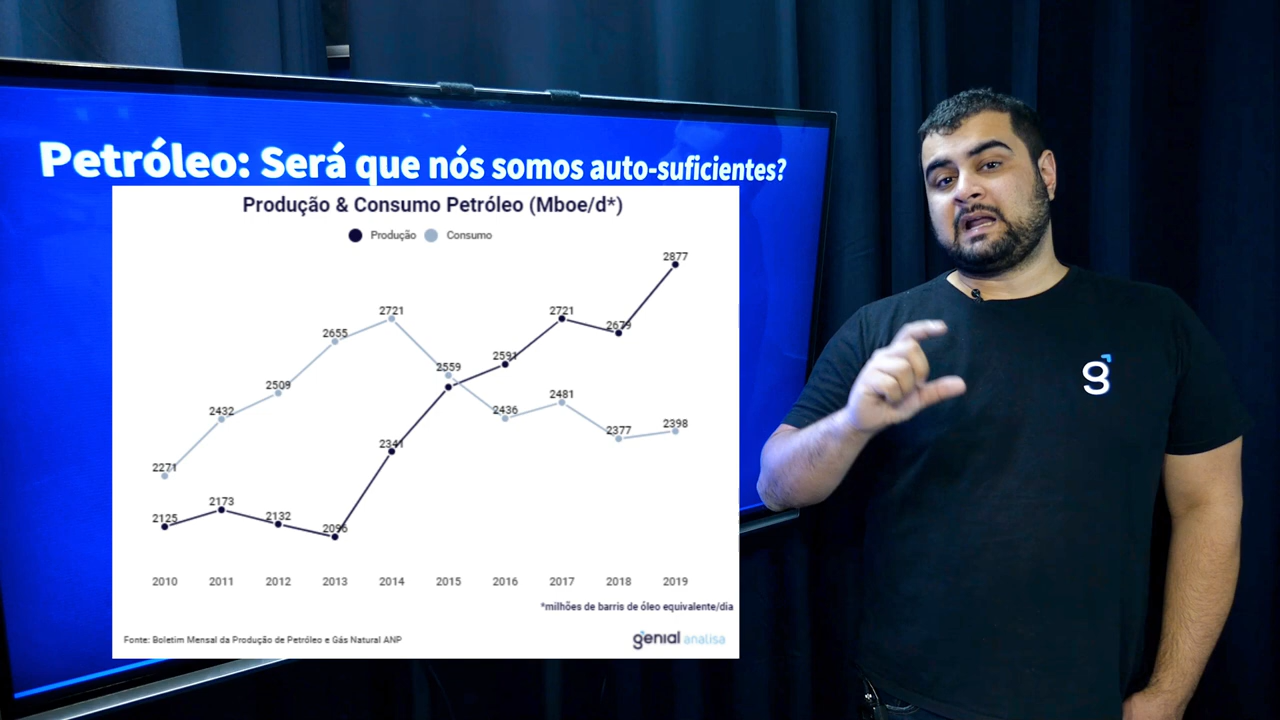 Petróleo: Será que nós somos auto-suficientes?
Produção & Consumo Petróleo (Mboe/d*)
Produção Consumo
2877
2721 2721
2655 2679
2559 2591
2509
2432 2436 2481
2377 2398
2341
2271
2125 2173 2132 2096
2010 2011 2012 2013 2014 2015 2016 2017 2018 2019
*milhões de barris de óleo equivalente/dia
Fonte: Boletim Mensal da Produção de Petróleo e Gás Natural ANP
genial analisa
g